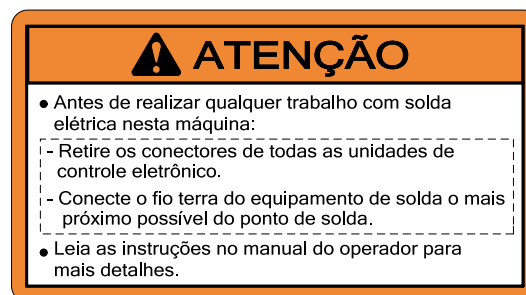 ATENÇÃO
• Antes de realizar qualquer trabalho com solda
elétrica nesta máquina:
- Retire os conectores de todas as unidades de
controle eletrônico.
- Conecte o fio terra do equipamento de solda o mais
próximo possível do ponto de solda.
• Leia as instruções no manual do operador para
mais detalhes.